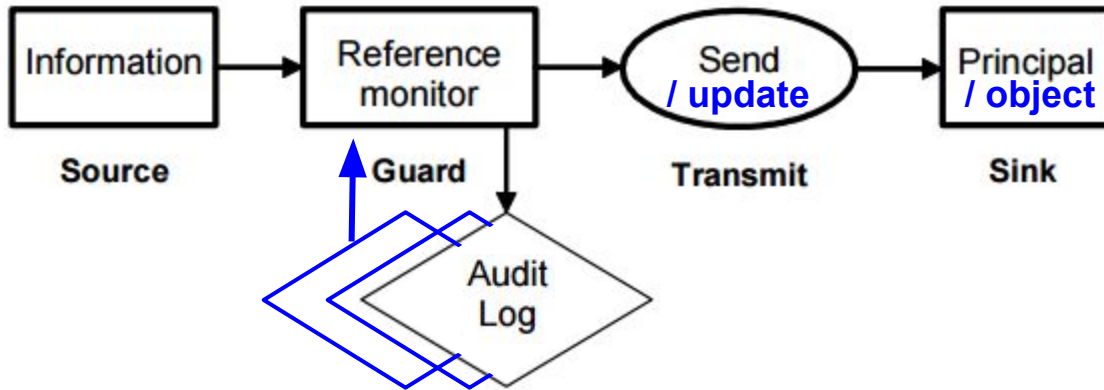 Information
Reference
monitor
Send
/ update
Principal
/ object
Source
Guard
Transmit
Sink
Audit
Log